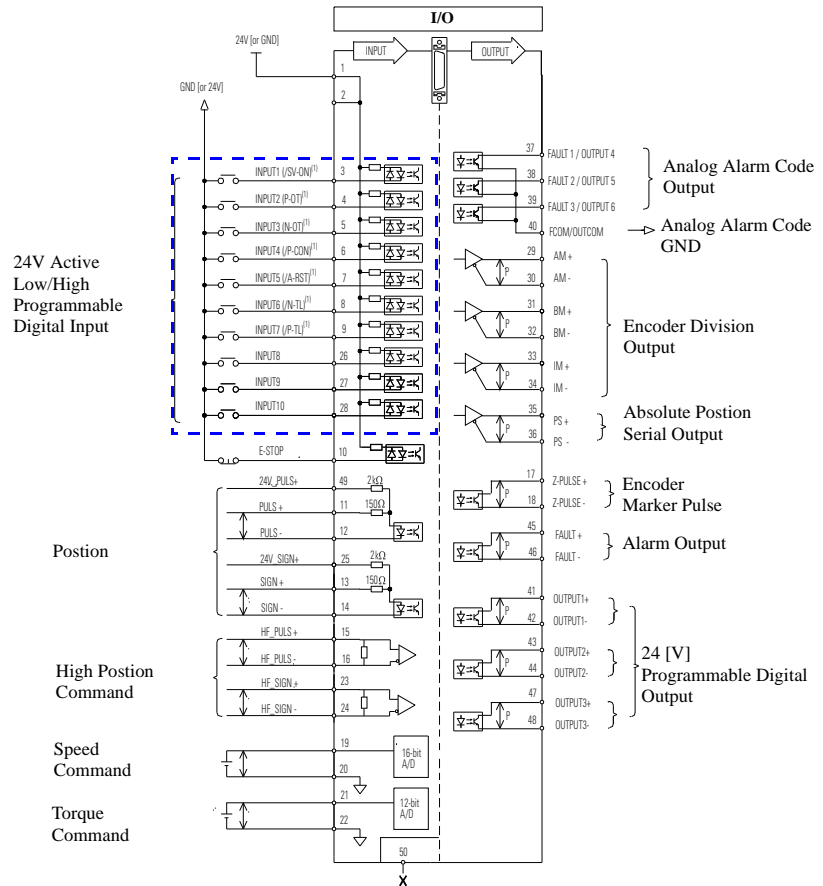 I/O
24V [or GND]
INPUT
OUTPUT
1
GND [or 24V]
2
INPUT1 (/SV-ON)(1) 3
INPUT2 (P-OT)(1) 4
INPUT3 (N-OT)(1) 5
INPUT4 (/P-CON)(1) 6
INPUT5 (/A-RST)(1) 7
INPUT6 (/N-TL)(1) 8
INPUT7 (/P-TL)(1) 9
INPUT8 26
INPUT9 27
INPUT10 28
24V Active
Low/High
Programmable
Digital Input
E-STOP 10
24V_PULS+ 49 2kΩ
PULS + 11 150Ω
PULS - 12
24V_SIGN+ 25 2kΩ
SIGN + 13 150Ω
SIGN - 14
Postion
HF_PULS + 15
HF_PULS - 16
HF_SIGN + 23
HF_SIGN - 24
High Postion
Command
Speed
Command
19
20
16-bit
A/D
Torque
Command
21
22
12-bit
A/D
50
37 FAULT 1 / OUTPUT 4
38 FAULT 2 / OUTPUT 5
39 FAULT 3 / OUTPUT 6
Analog Alarm Code
Output
40 FCOM/OUTCOM
Analog Alarm Code
GND
29 AM +
P
30 AM -
31 BM +
P
32 BM -
33 IM +
P
34 IM -
Encoder Division
Output
35 PS +
P
36 PS -
Absolute Postion
Serial Output
17 Z-PULSE +
P
18 Z-PULSE -
Encoder
Marker Pulse
45 FAULT +
P
46 FAULT -
Alarm Output
41 OUTPUT1+
P
42 OUTPUT1-
43 OUTPUT2+
P
44 OUTPUT2-
47 OUTPUT3+
P
48 OUTPUT3-
24 [V]
Programmable Digital
Output